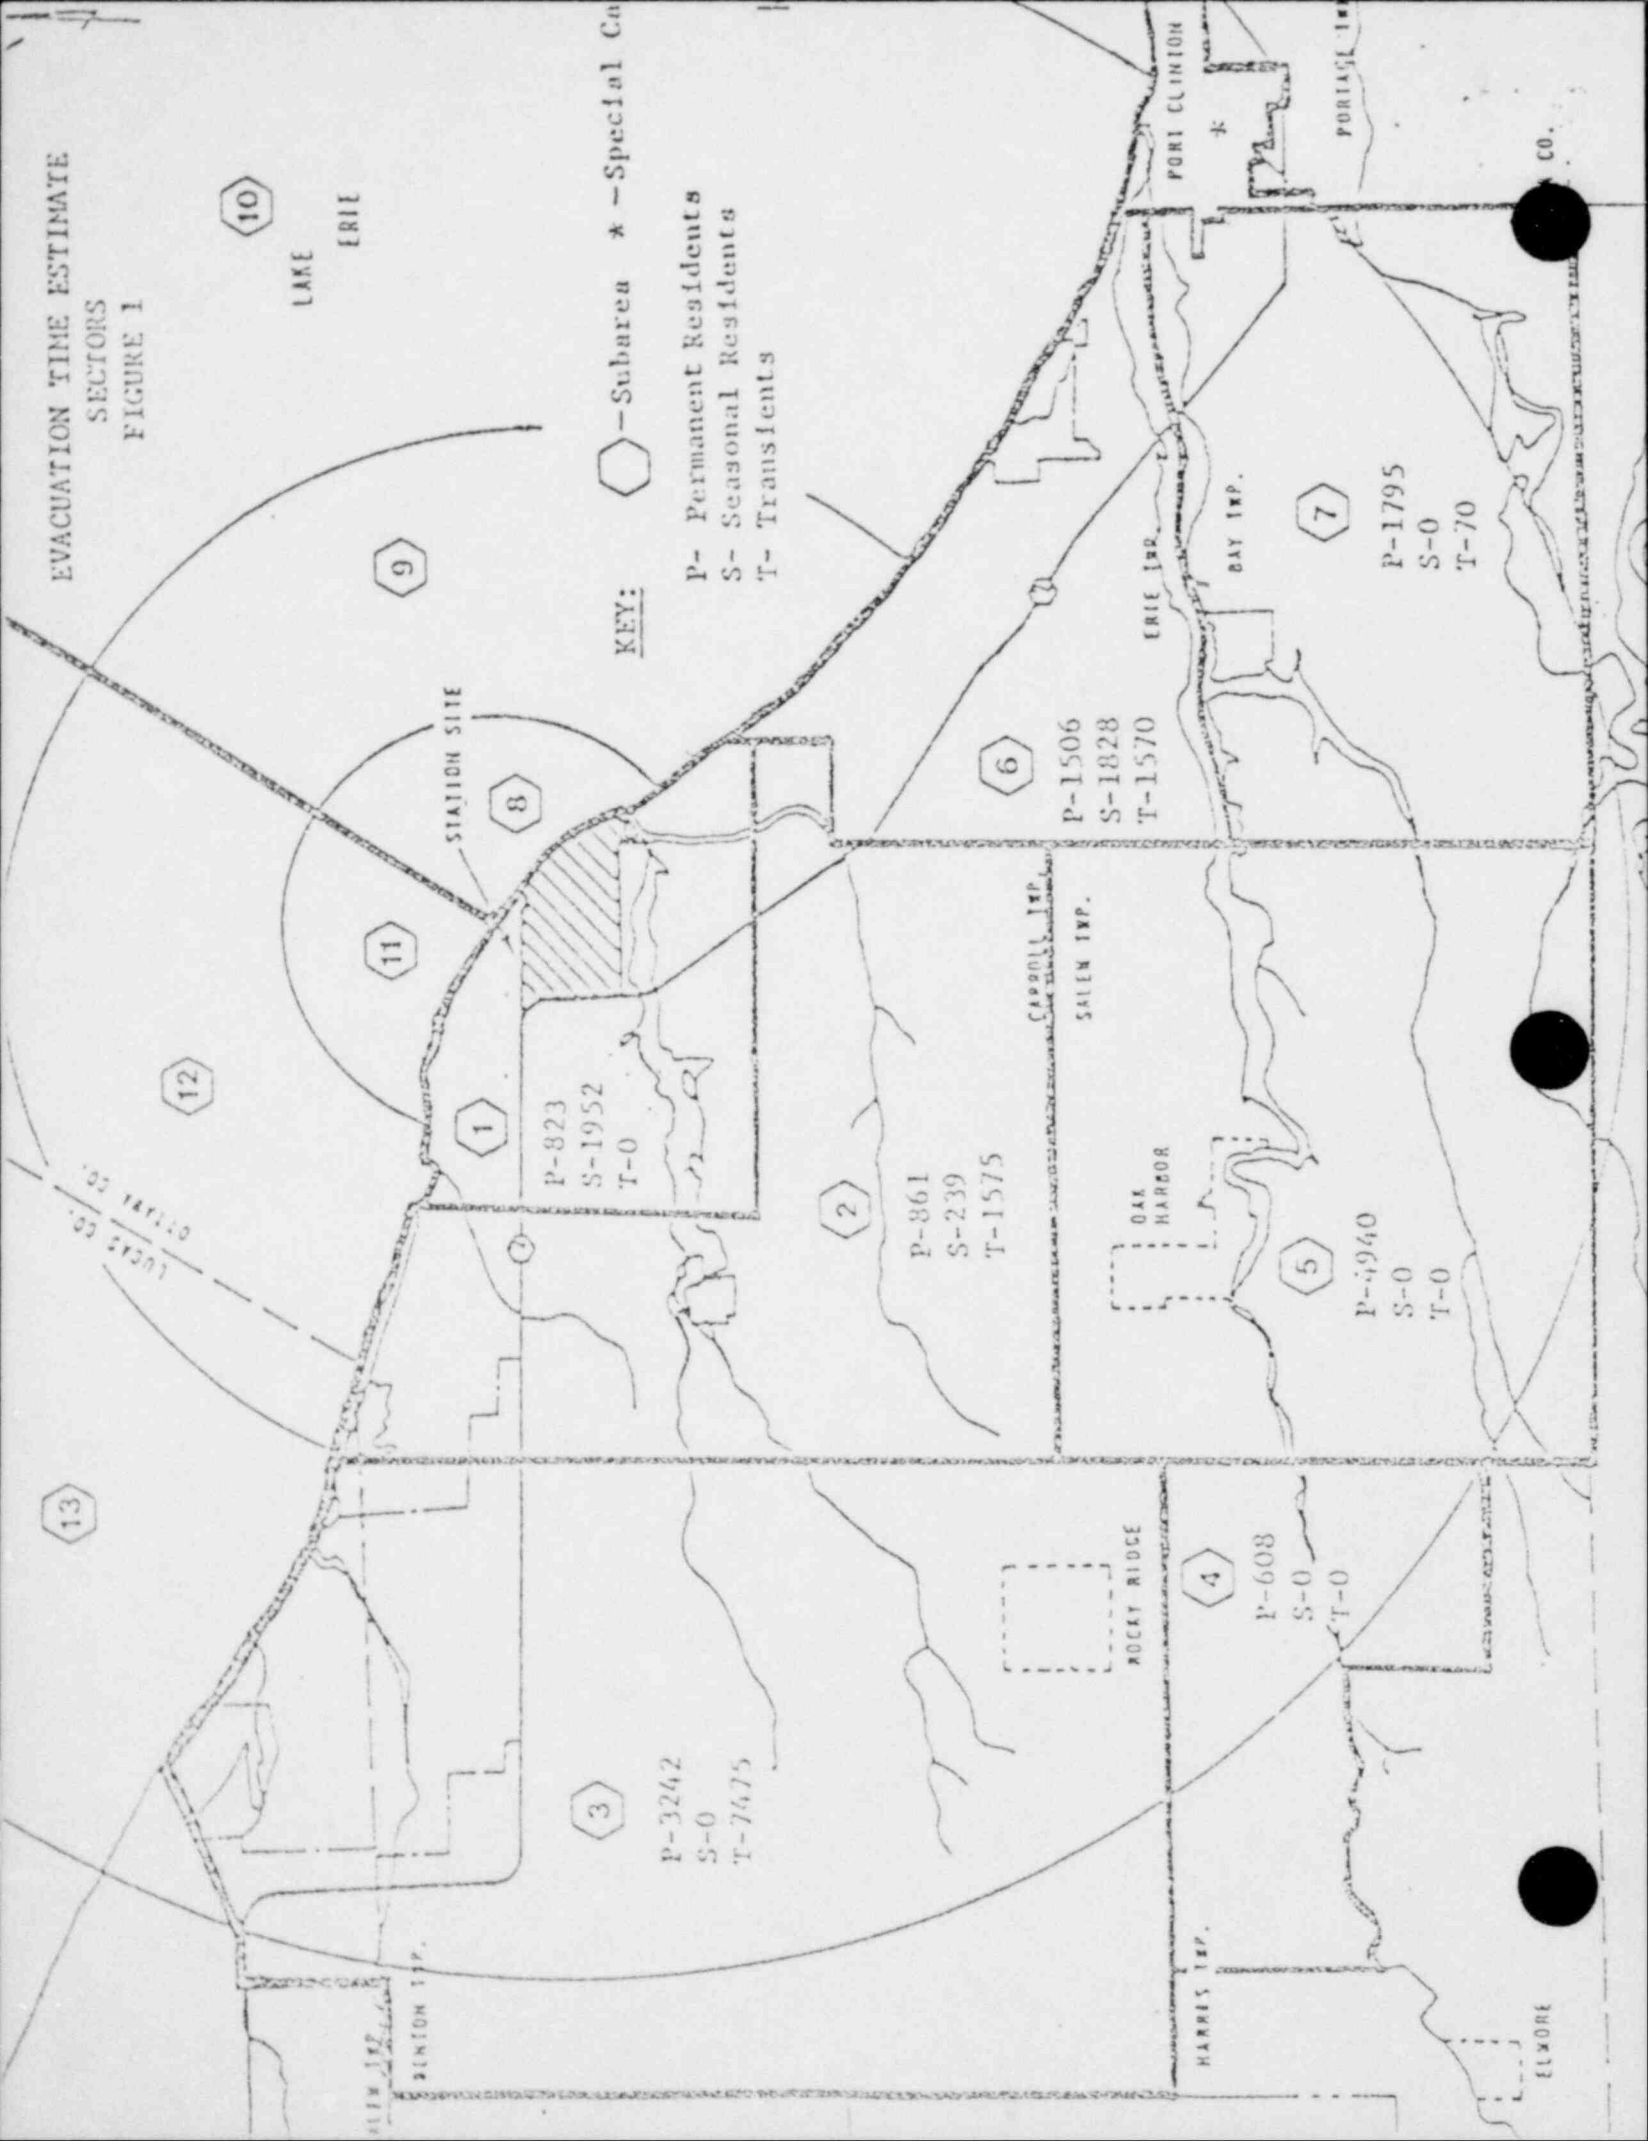 EVACUATION TIME ESTIMATE
SECTORS
FIGURE 1
10
LAKE
ERIE
9
KEY:
-Subarea * -Special Ca
P- Permanent Residents
S- Seasonal Residents
T- Transients
STATION SITE
8
11
12
13
LUCAS CO.
OTTAWA CO.
1
P-823
S-1952
T-0
2
P-861
S-239
T-1575
3
P-3242
S-0
T-7475
BENTON TWP.
CARROLL TWP.
SALEM TWP.
OAK
HARBOR
5
P-4940
S-0
T-0
ROCKY RIDGE
4
P-608
S-0
T-0
HARRIS TWP.
ELMORE
6
P-1506
S-1828
T-1570
ERIE TWP.
BAY TWP.
7
P-1795
S-0
T-70
PORT CLINTON
*
PORTAGE
CO.